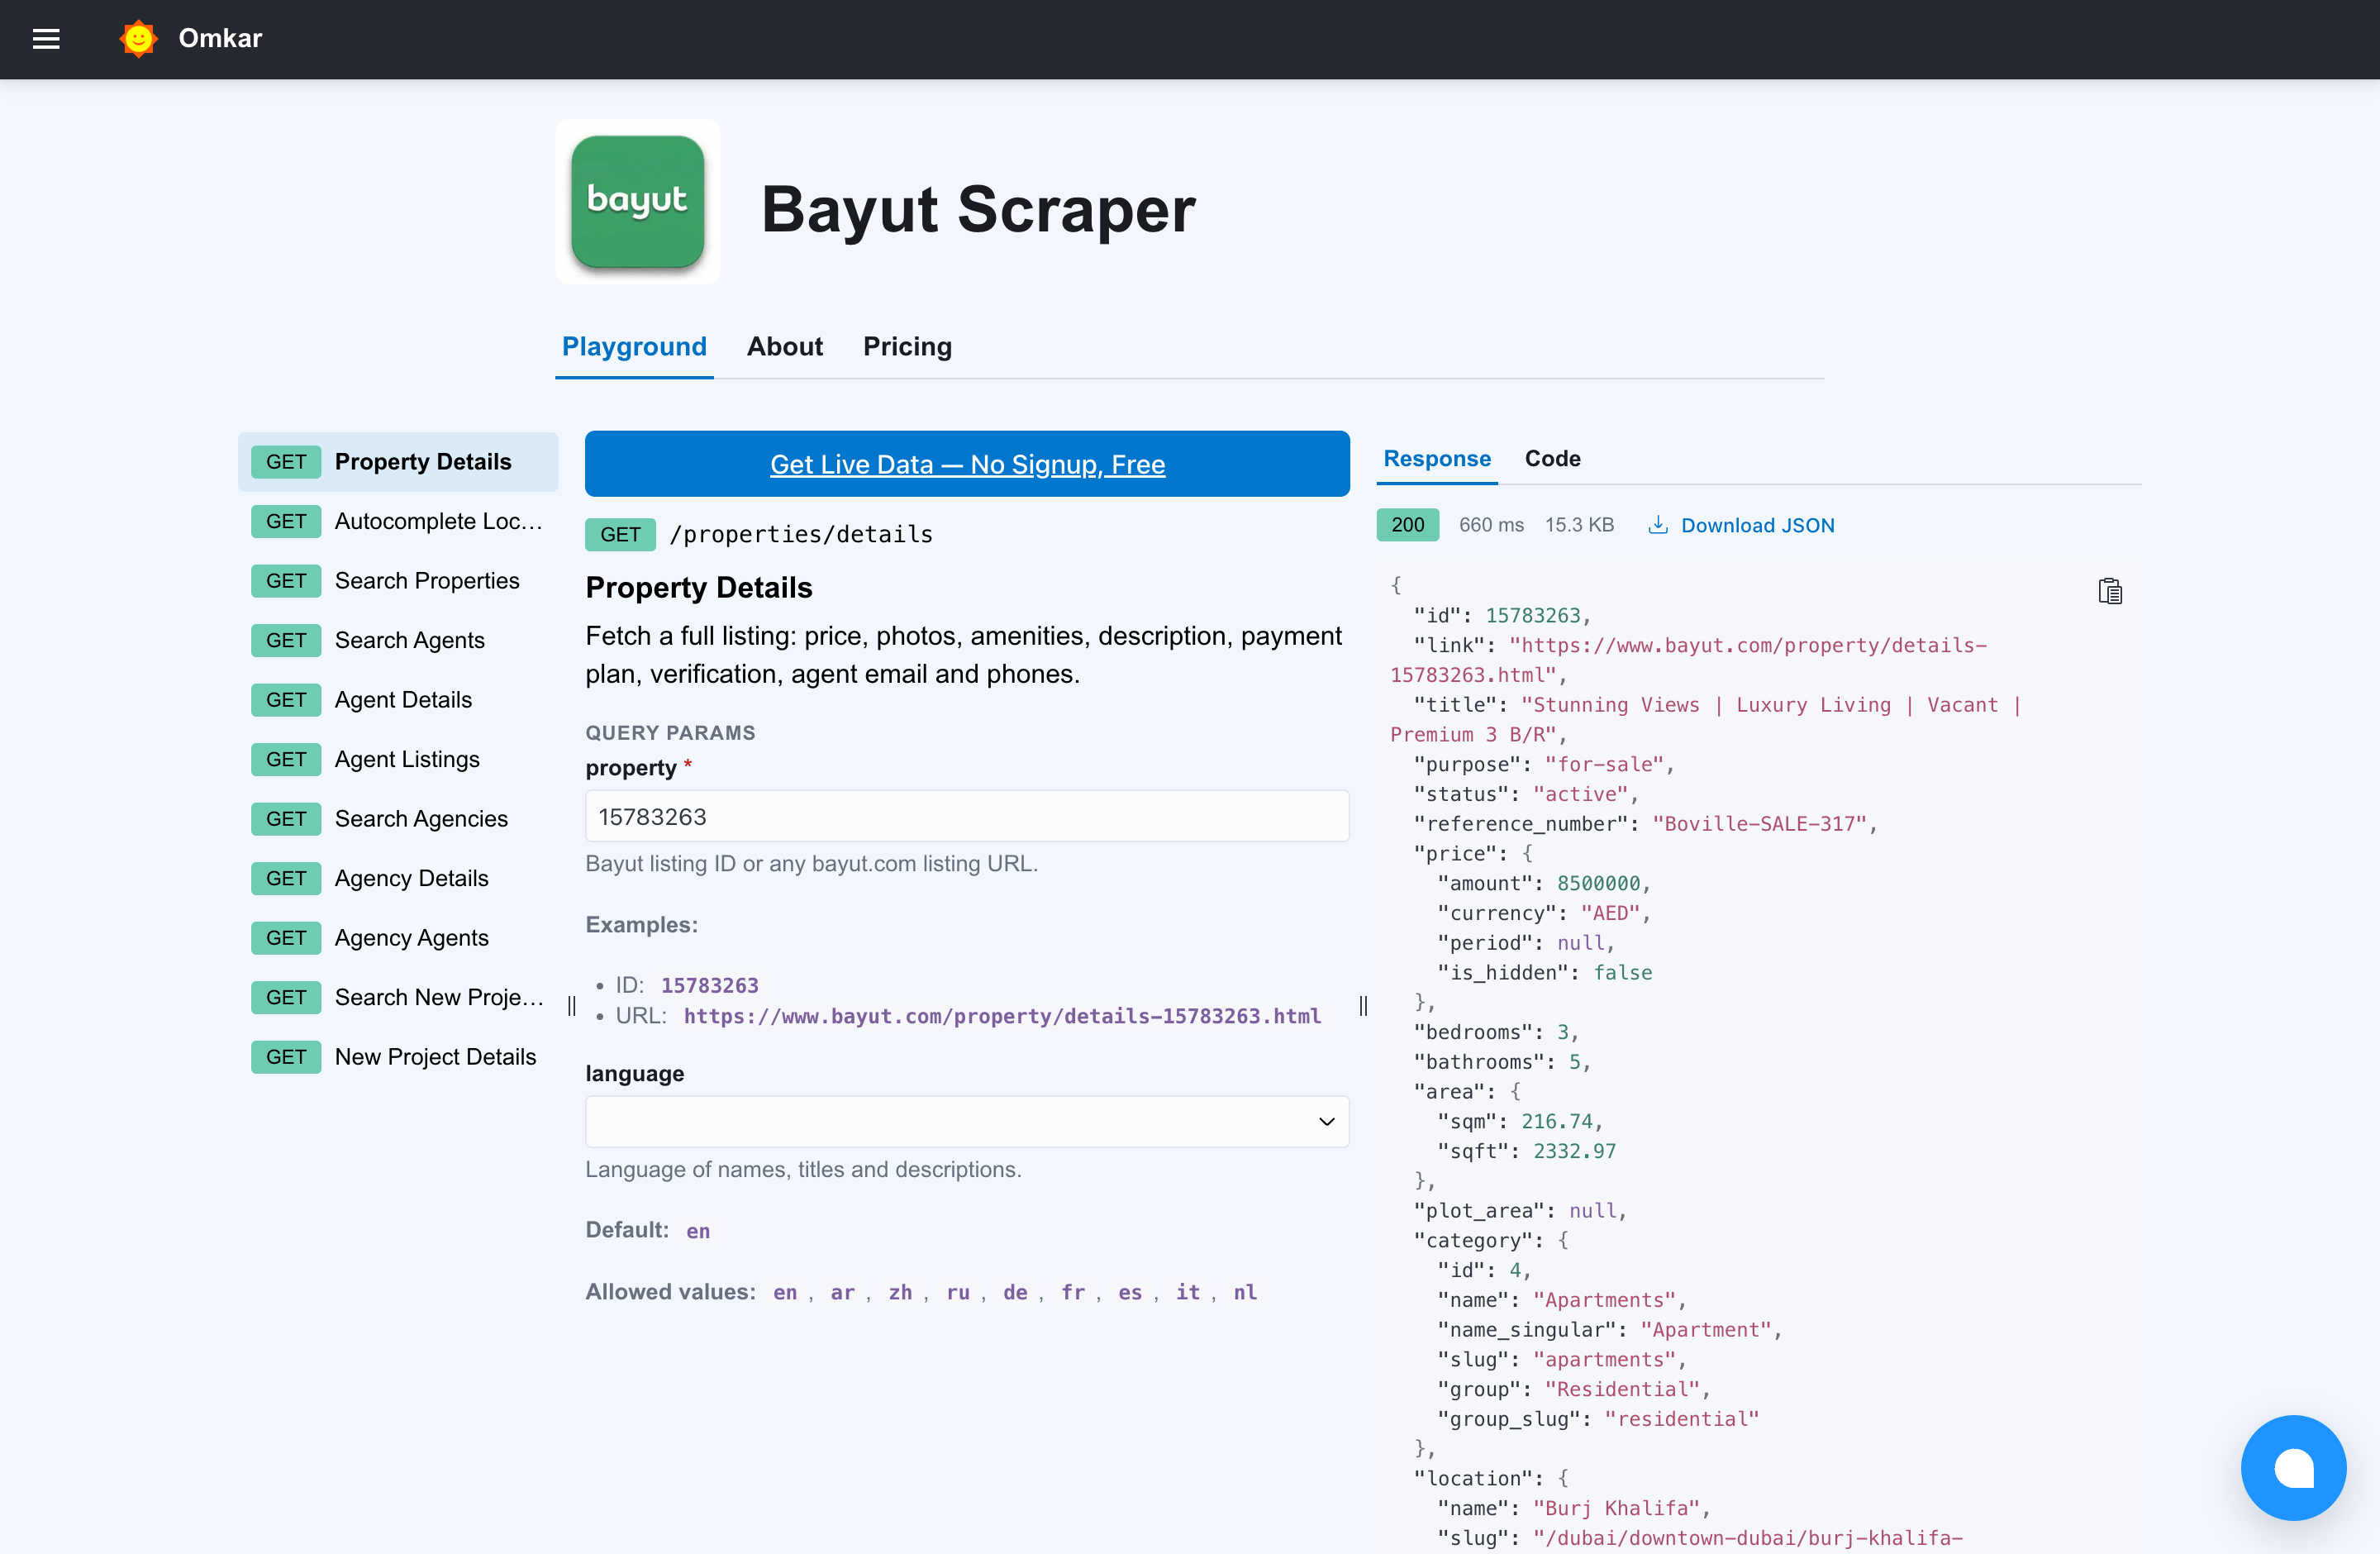 Omkar
bayut
Bayut Scraper
Playground
About
Pricing
GET Property Details
GET Autocomplete Loc…
GET Search Properties
GET Search Agents
GET Agent Details
GET Agent Listings
GET Search Agencies
GET Agency Details
GET Agency Agents
GET Search New Proje…
GET New Project Details
Get Live Data — No Signup, Free
GET /properties/details
Property Details
Fetch a full listing: price, photos, amenities, description, payment
plan, verification, agent email and phones.
QUERY PARAMS
property *
15783263
Bayut listing ID or any bayut.com listing URL.
Examples:
• ID: 15783263
• URL: https://www.bayut.com/property/details-15783263.html
language
Language of names, titles and descriptions.
Default: en
Allowed values: en , ar , zh , ru , de , fr , es , it , nl
Response
Code
200 660 ms 15.3 KB Download JSON
{
"id": 15783263,
"link": "https://www.bayut.com/property/details-
15783263.html",
"title": "Stunning Views | Luxury Living | Vacant |
Premium 3 B/R",
"purpose": "for-sale",
"status": "active",
"reference_number": "Boville-SALE-317",
"price": {
"amount": 8500000,
"currency": "AED",
"period": null,
"is_hidden": false
},
"bedrooms": 3,
"bathrooms": 5,
"area": {
"sqm": 216.74,
"sqft": 2332.97
},
"plot_area": null,
"category": {
"id": 4,
"name": "Apartments",
"name_singular": "Apartment",
"slug": "apartments",
"group": "Residential",
"group_slug": "residential"
},
"location": {
"name": "Burj Khalifa",
"slug": "/dubai/downtown-dubai/burj-khalifa-